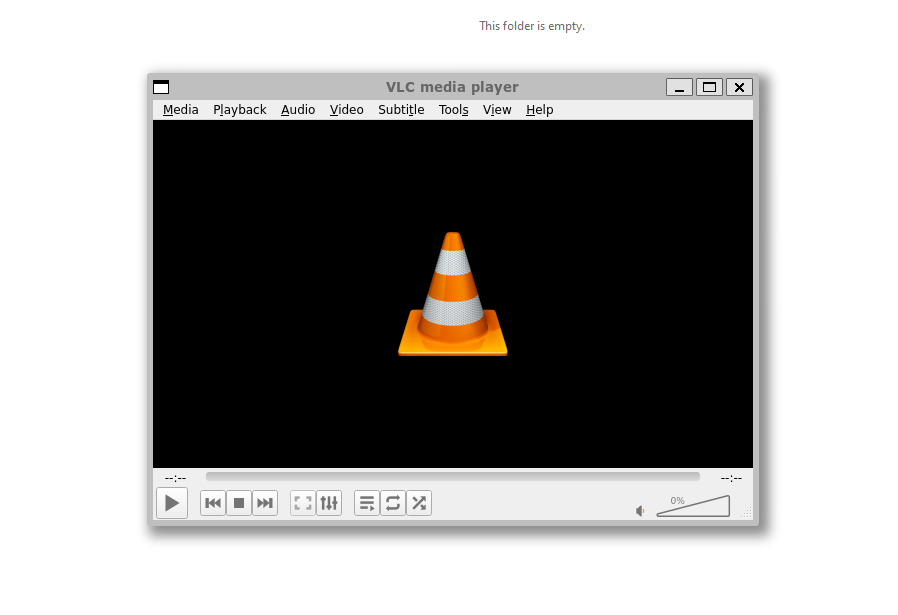 This folder is empty.
VLC media player
Media Playback Audio Video Subtitle Tools View Help
--:-- --:--
0%